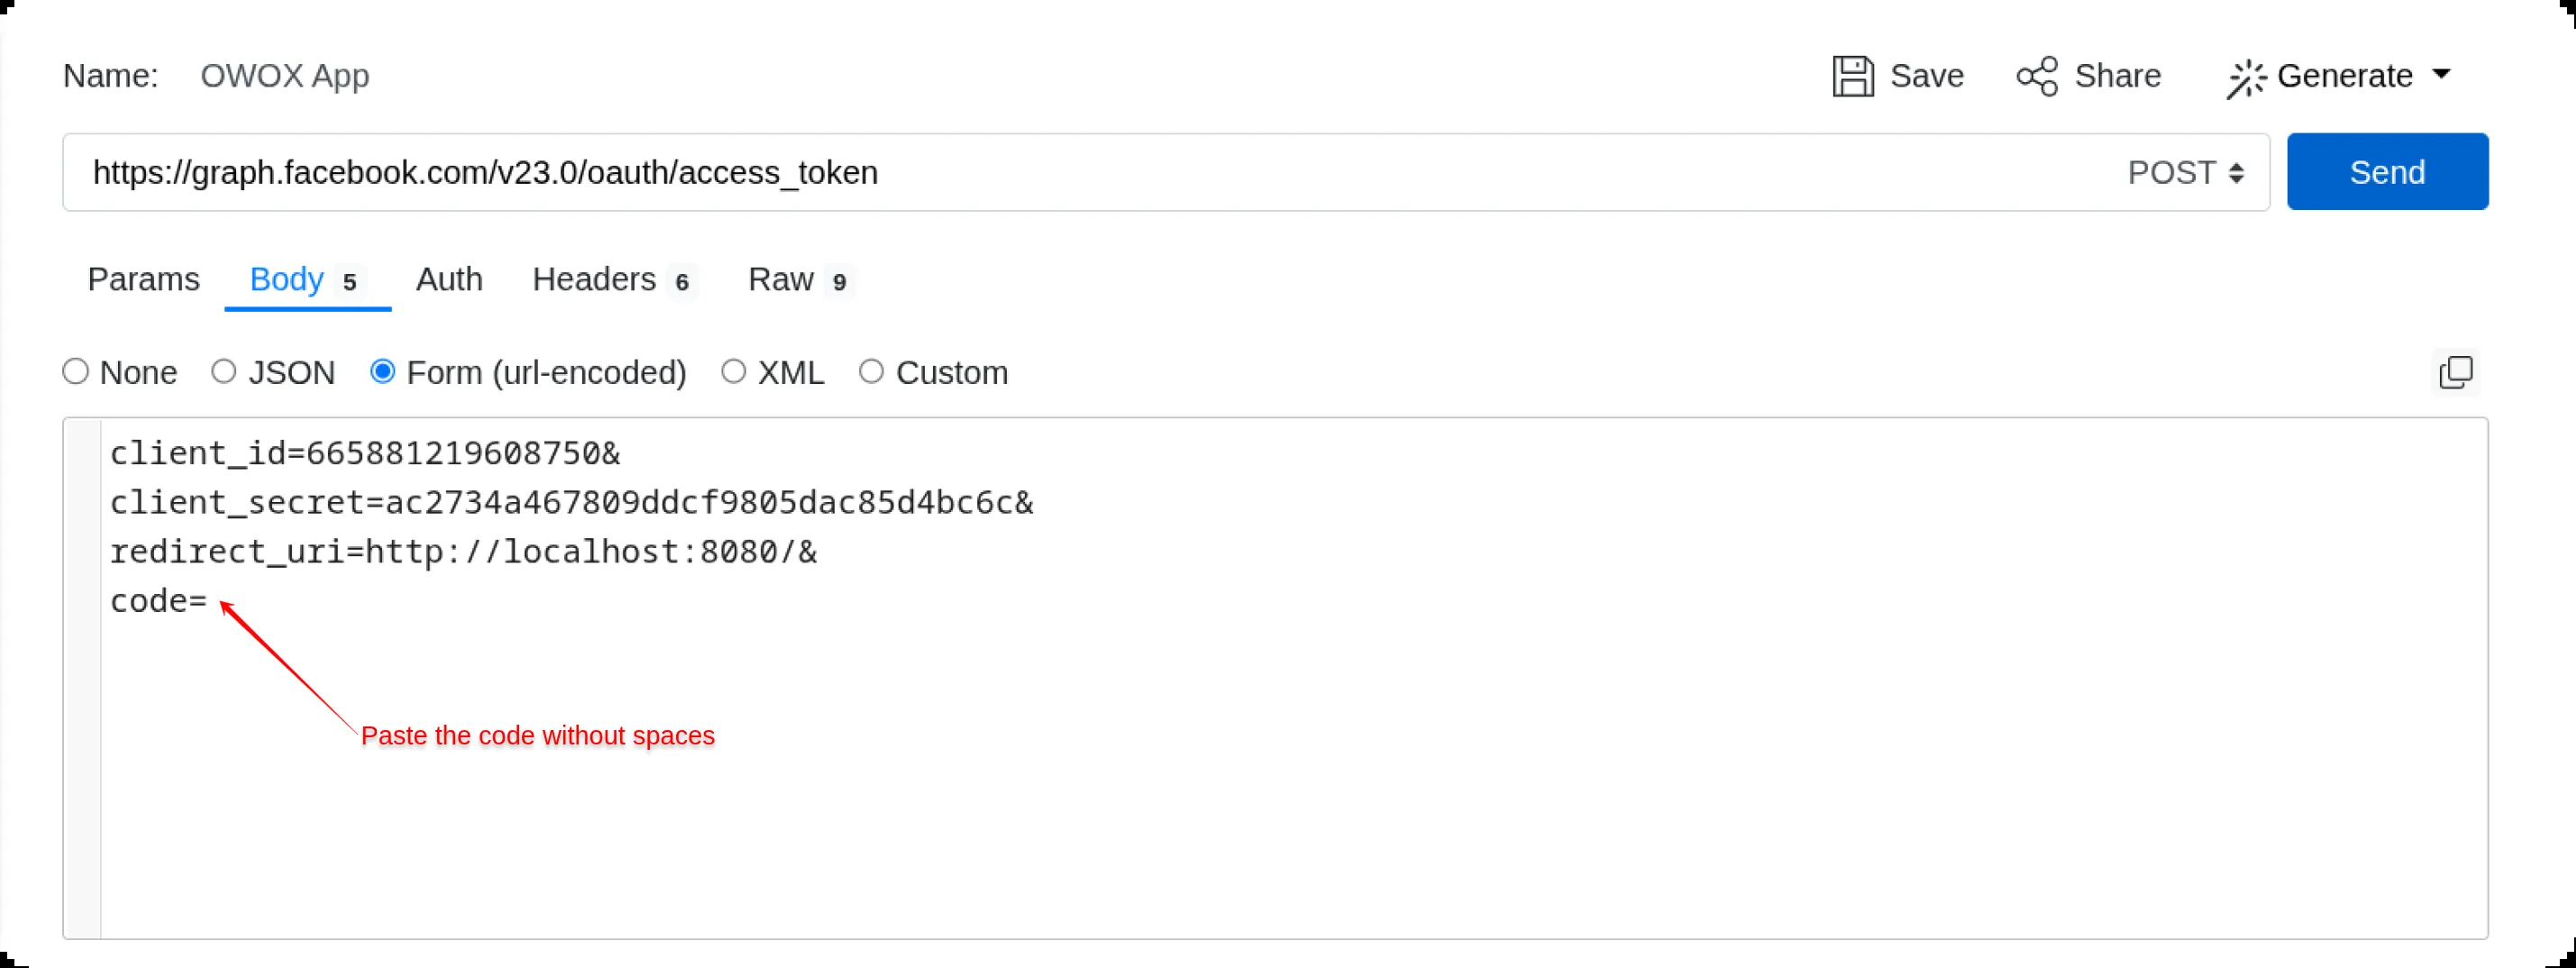 Name: OWOX App Save Share Generate
https://graph.facebook.com/v23.0/oauth/access_token POST Send
Params Body 5 Auth Headers 6 Raw 9
None JSON Form (url-encoded) XML Custom
client_id=665881219608750&
client_secret=ac2734a467809ddcf9805dac85d4bc6c&
redirect_uri=http://localhost:8080/&
code=
Paste the code without spaces